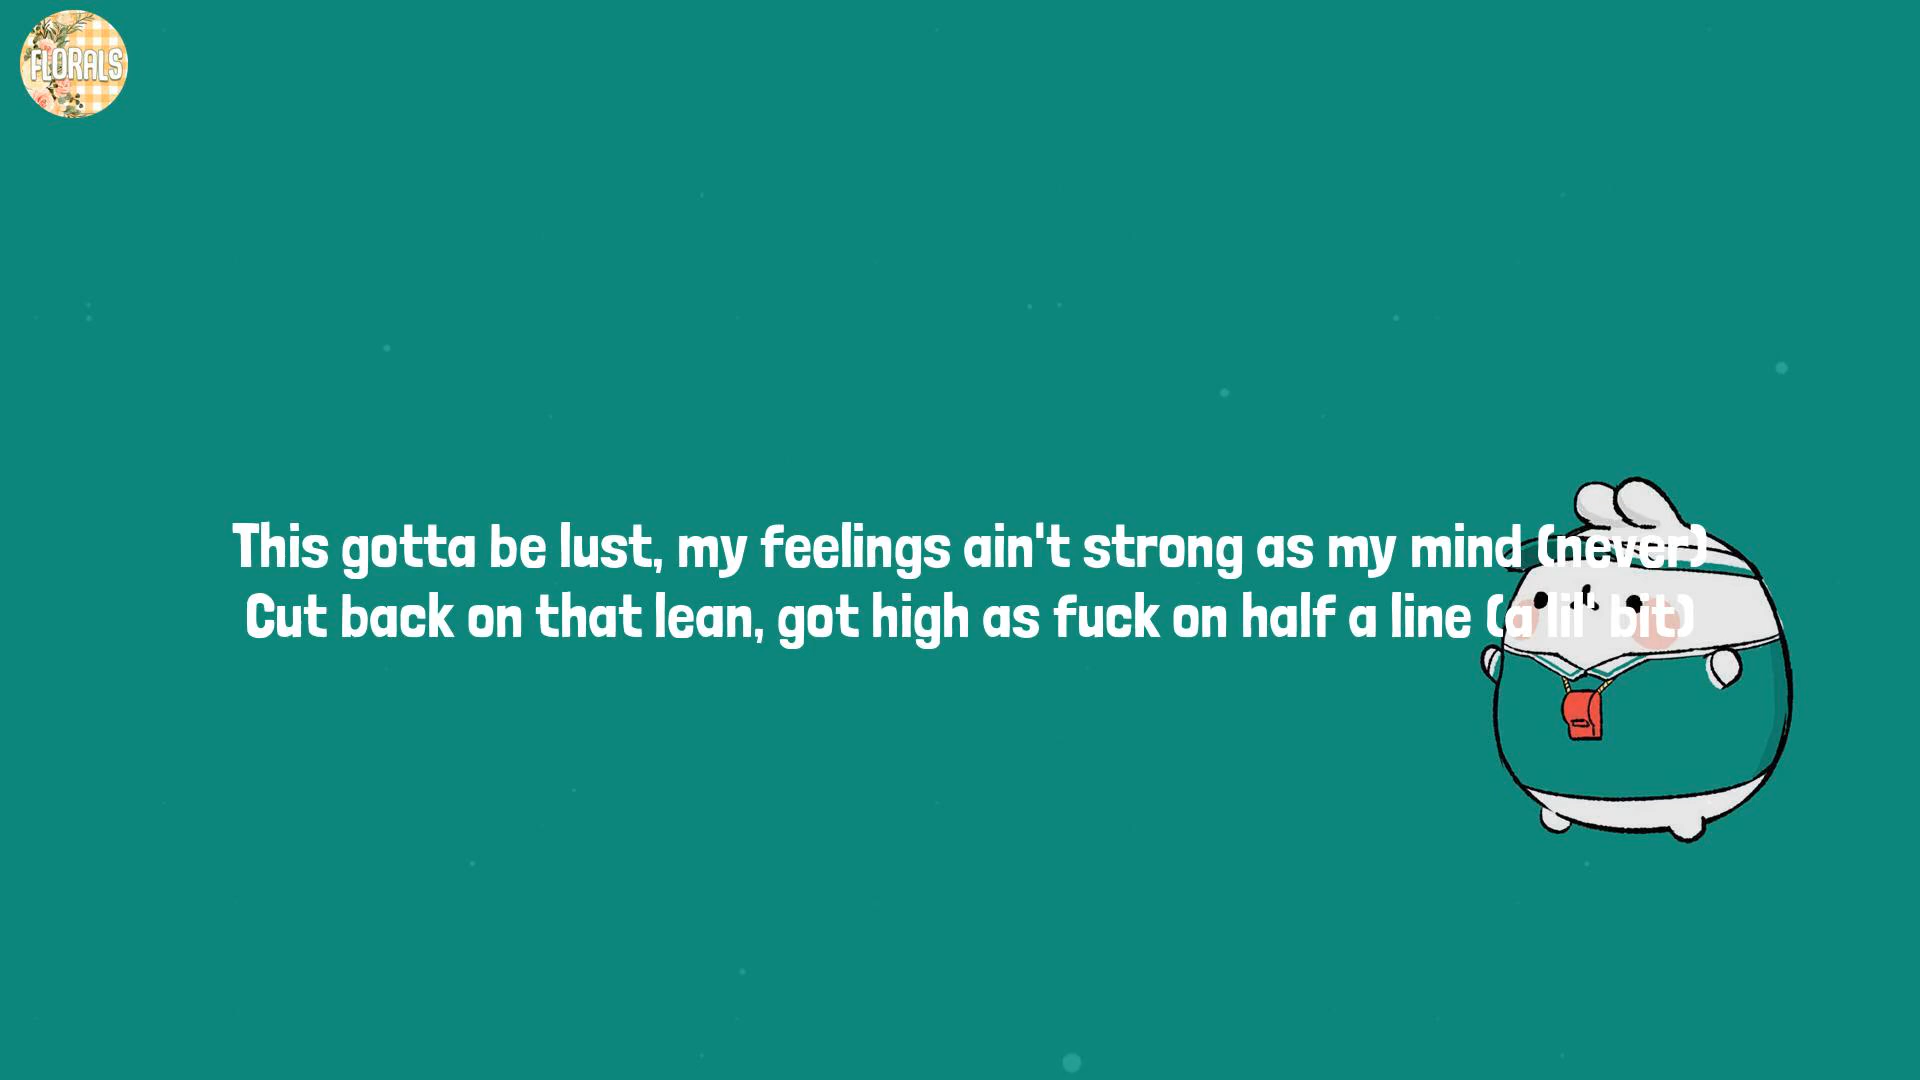 FLORALS
This gotta be lust, my feelings ain't strong as my mind (never)
Cut back on that lean, got high as fuck on half a line (a lil' bit)